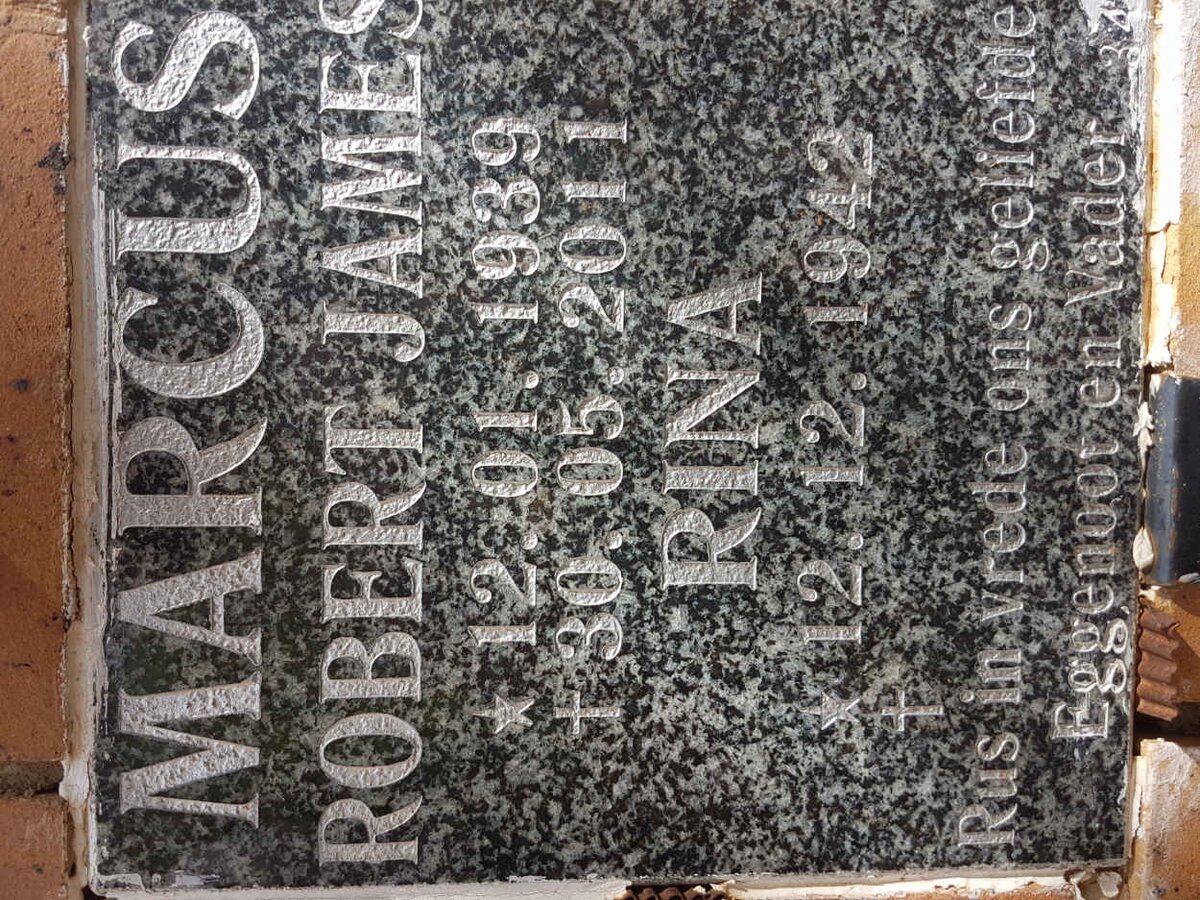 MARCUS
ROBERT JAMES
★ 12.01.1939
✝ 30.05.2011
RINA
★ 12.12.1942
✝
Rus in vrede ons geliefde
Eggenoot en Vader